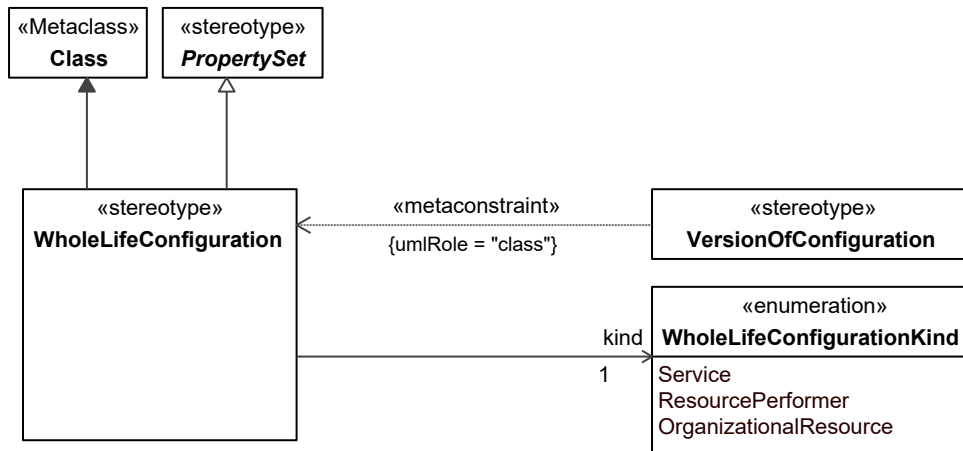 «Metaclass»
Class
«stereotype»
PropertySet
«stereotype»
WholeLifeConfiguration
«metaconstraint»
{umlRole = "class"}
«stereotype»
VersionOfConfiguration
kind
1
«enumeration»
WholeLifeConfigurationKind
Service
ResourcePerformer
OrganizationalResource